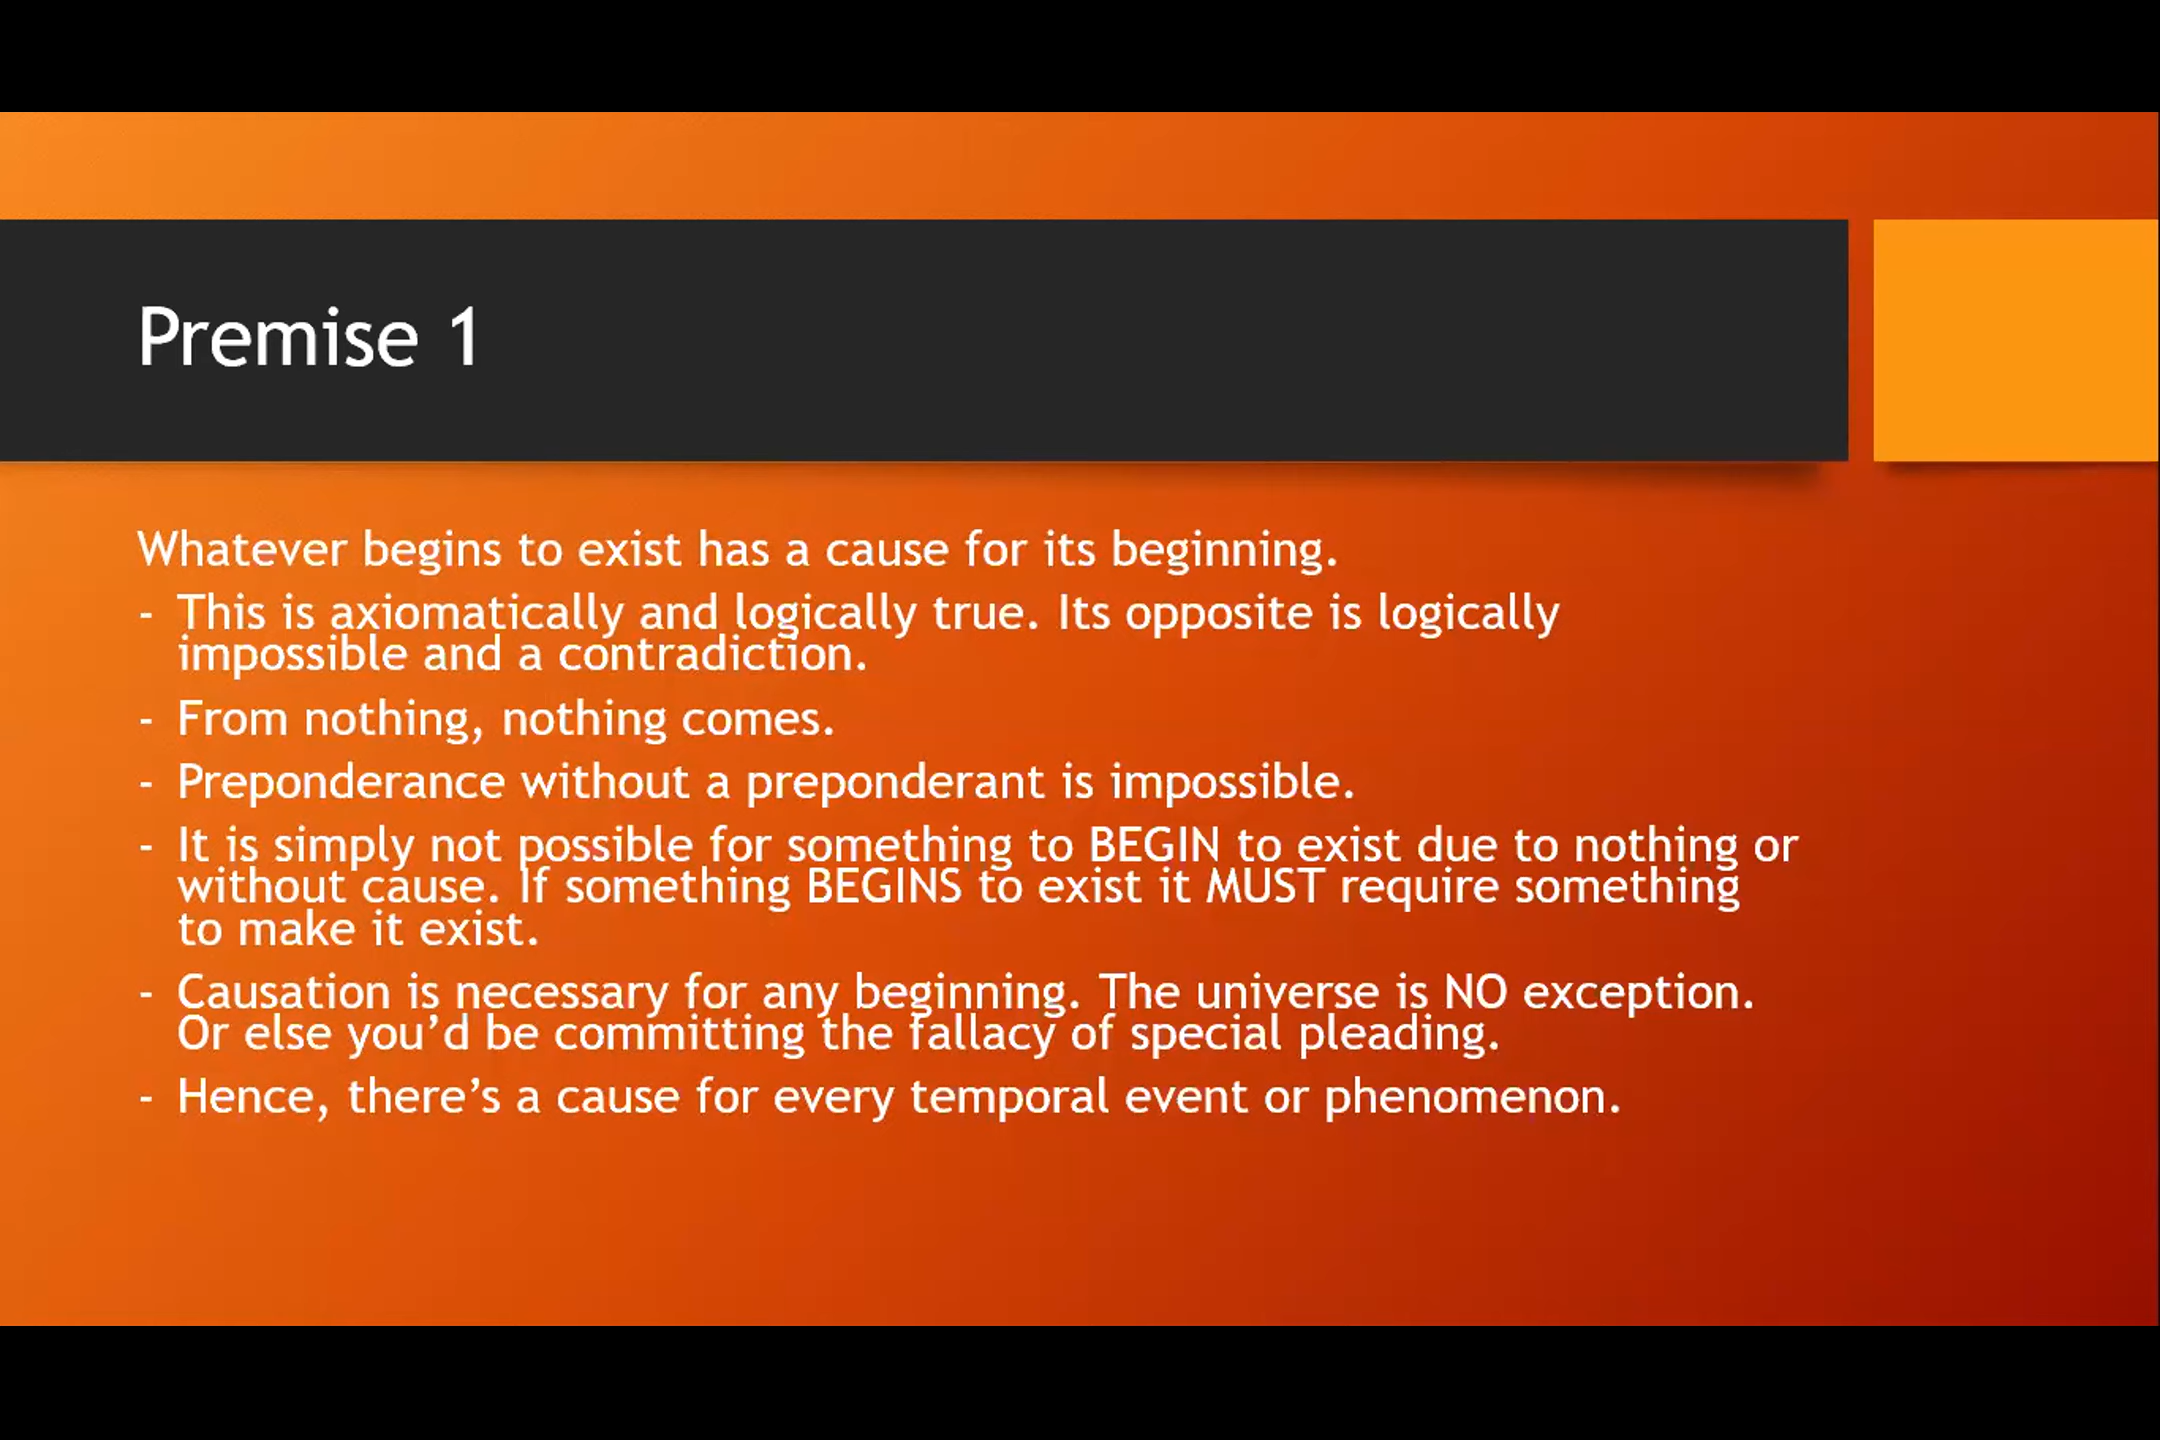 Premise 1
Whatever begins to exist has a cause for its beginning.
- This is axiomatically and logically true. Its opposite is logically
impossible and a contradiction.
- From nothing, nothing comes.
- Preponderance without a preponderant is impossible.
- It is simply not possible for something to BEGIN to exist due to nothing or
without cause. If something BEGINS to exist it MUST require something
to make it exist.
- Causation is necessary for any beginning. The universe is NO exception.
Or else you’d be committing the fallacy of special pleading.
- Hence, there’s a cause for every temporal event or phenomenon.